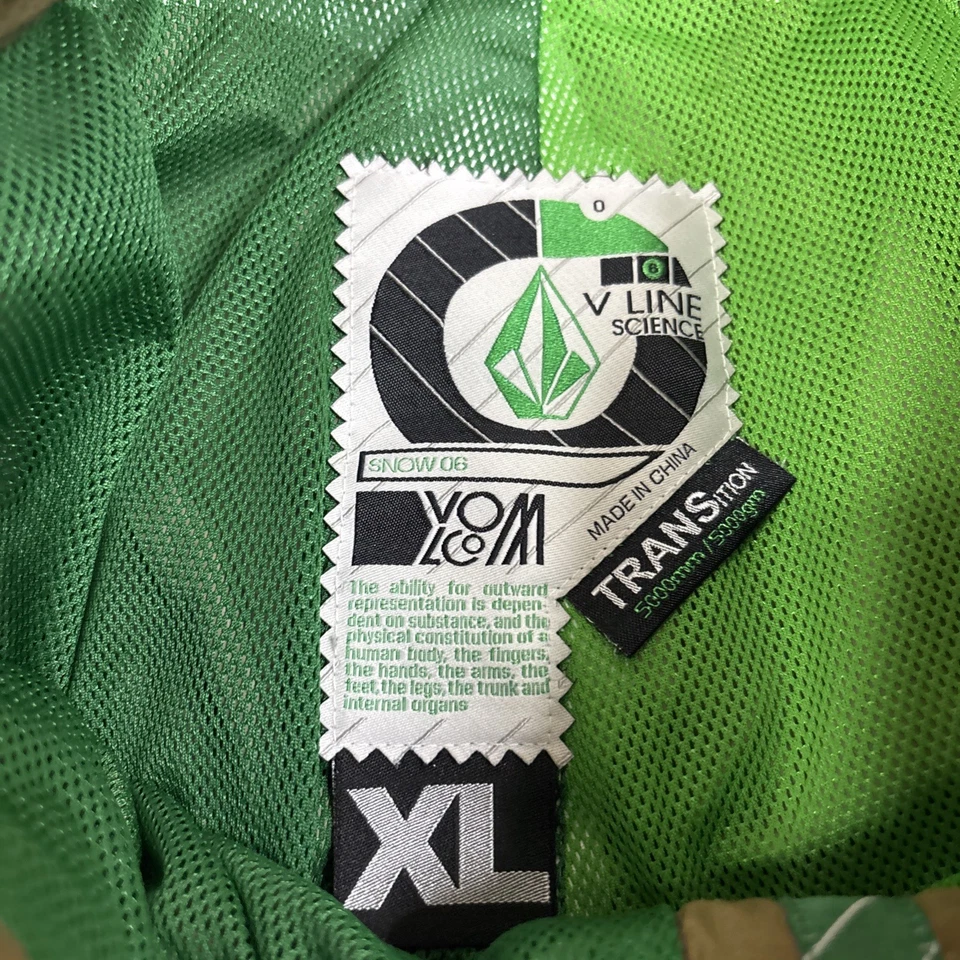 0
6
V LINE
SCIENCE
SNOW 06
MADE IN CHINA
VOLCOM
TRANSITION
5000mm / 5000gm
The ability for outward
representation is depen-
dent on substance, and the
physical constitution of a
human body, the fingers,
the hands, the arms, the
feet, the legs, the trunk and
internal organs
XL